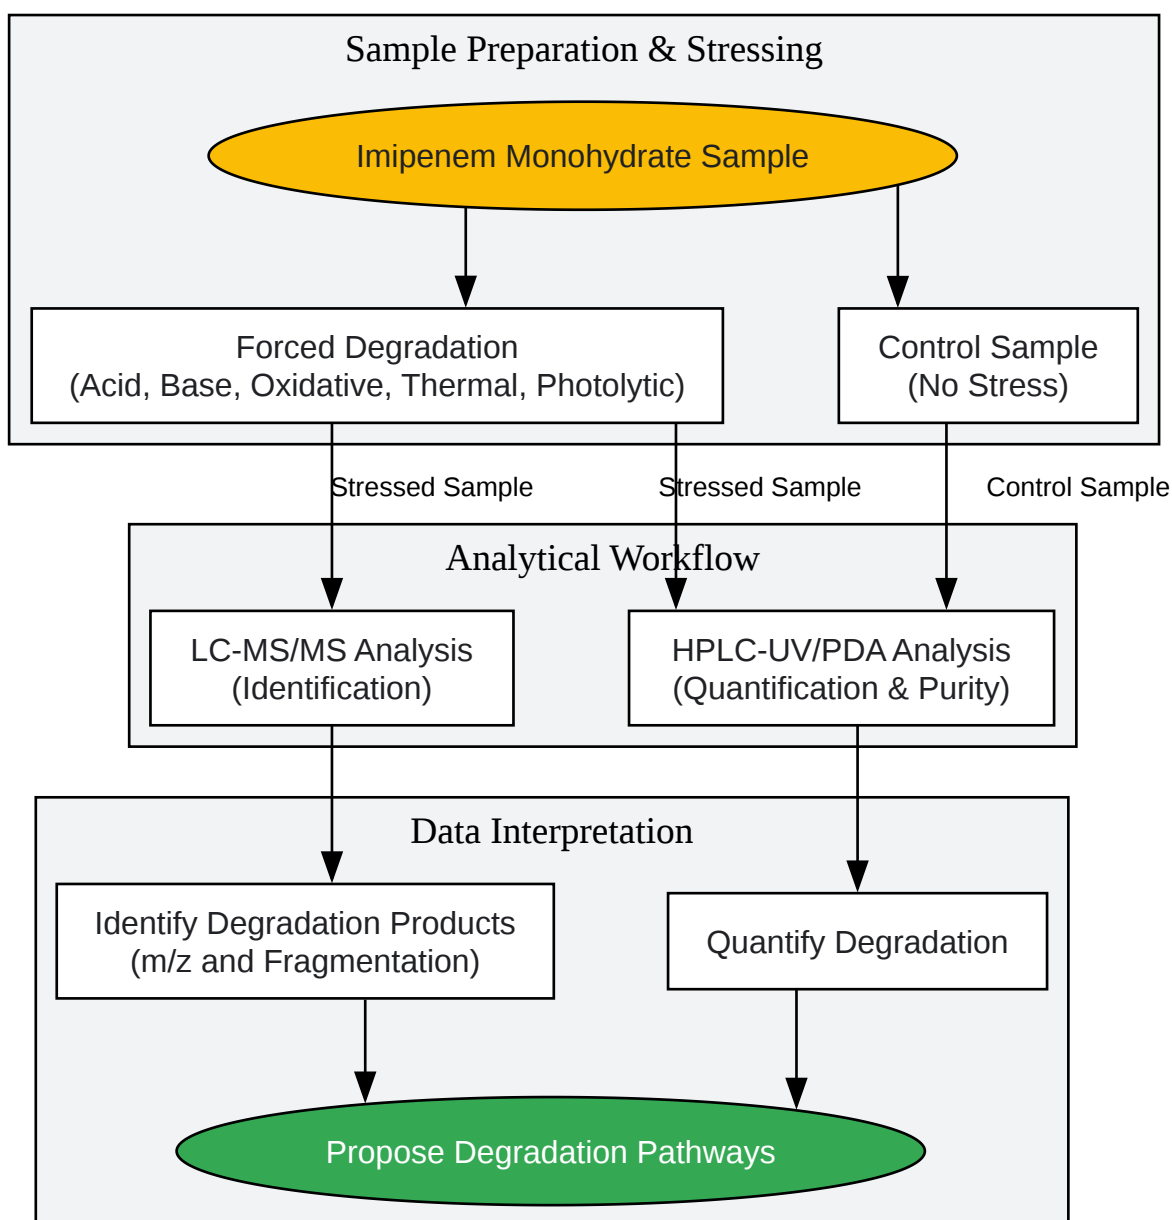 Sample Preparation & Stressing
Imipenem Monohydrate Sample
Forced Degradation
(Acid, Base, Oxidative, Thermal, Photolytic)
Control Sample
(No Stress)
Stressed Sample
Stressed Sample
Control Sample
Analytical Workflow
LC-MS/MS Analysis
(Identification)
HPLC-UV/PDA Analysis
(Quantification & Purity)
Data Interpretation
Identify Degradation Products
(m/z and Fragmentation)
Quantify Degradation
Propose Degradation Pathways